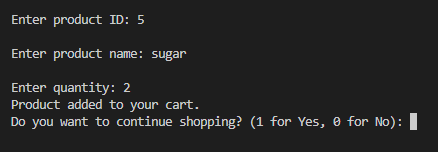 Enter product ID: 5
Enter product name: sugar
Enter quantity: 2
Product added to your cart.
Do you want to continue shopping? (1 for Yes, 0 for No):